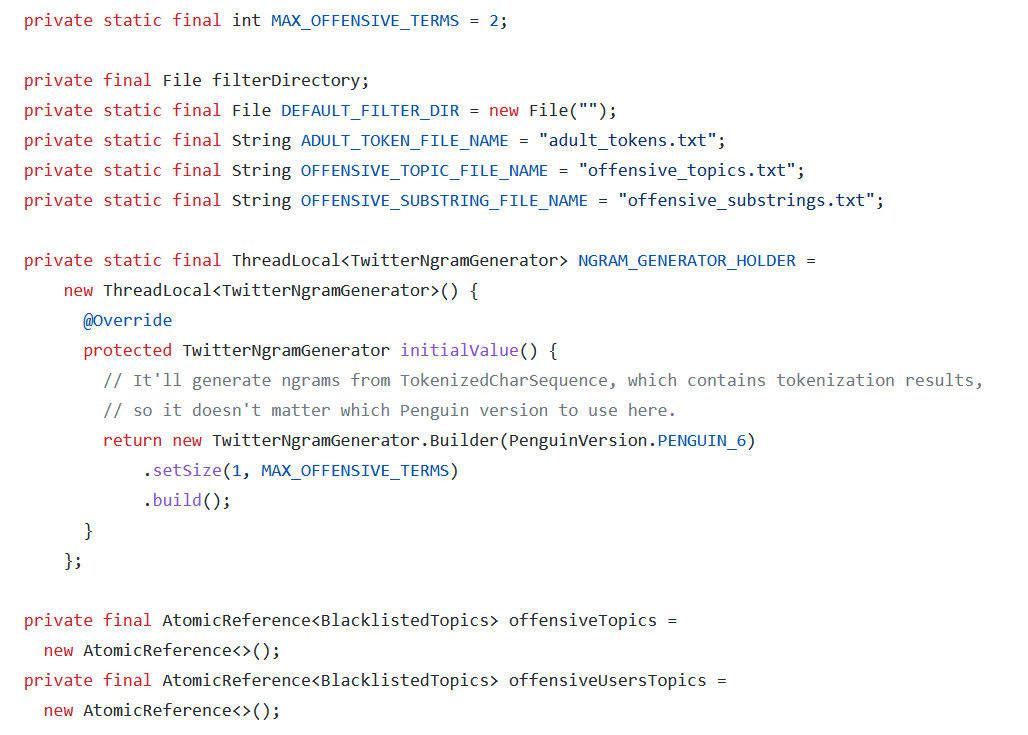 private static final int MAX_OFFENSIVE_TERMS = 2;
private final File filterDirectory;
private static final File DEFAULT_FILTER_DIR = new File("");
private static final String ADULT_TOKEN_FILE_NAME = "adult_tokens.txt";
private static final String OFFENSIVE_TOPIC_FILE_NAME = "offensive_topics.txt";
private static final String OFFENSIVE_SUBSTRING_FILE_NAME = "offensive_substrings.txt";
private static final ThreadLocal<TwitterNgramGenerator> NGRAM_GENERATOR_HOLDER =
new ThreadLocal<TwitterNgramGenerator>() {
@Override
protected TwitterNgramGenerator initialValue() {
// It'll generate ngrams from TokenizedCharSequence, which contains tokenization results,
// so it doesn't matter which Penguin version to use here.
return new TwitterNgramGenerator.Builder(PenguinVersion.PENGUIN_6)
.setSize(1, MAX_OFFENSIVE_TERMS)
.build();
}
};
private final AtomicReference<BlacklistedTopics> offensiveTopics =
new AtomicReference<>();
private final AtomicReference<BlacklistedTopics> offensiveUsersTopics =
new AtomicReference<>();